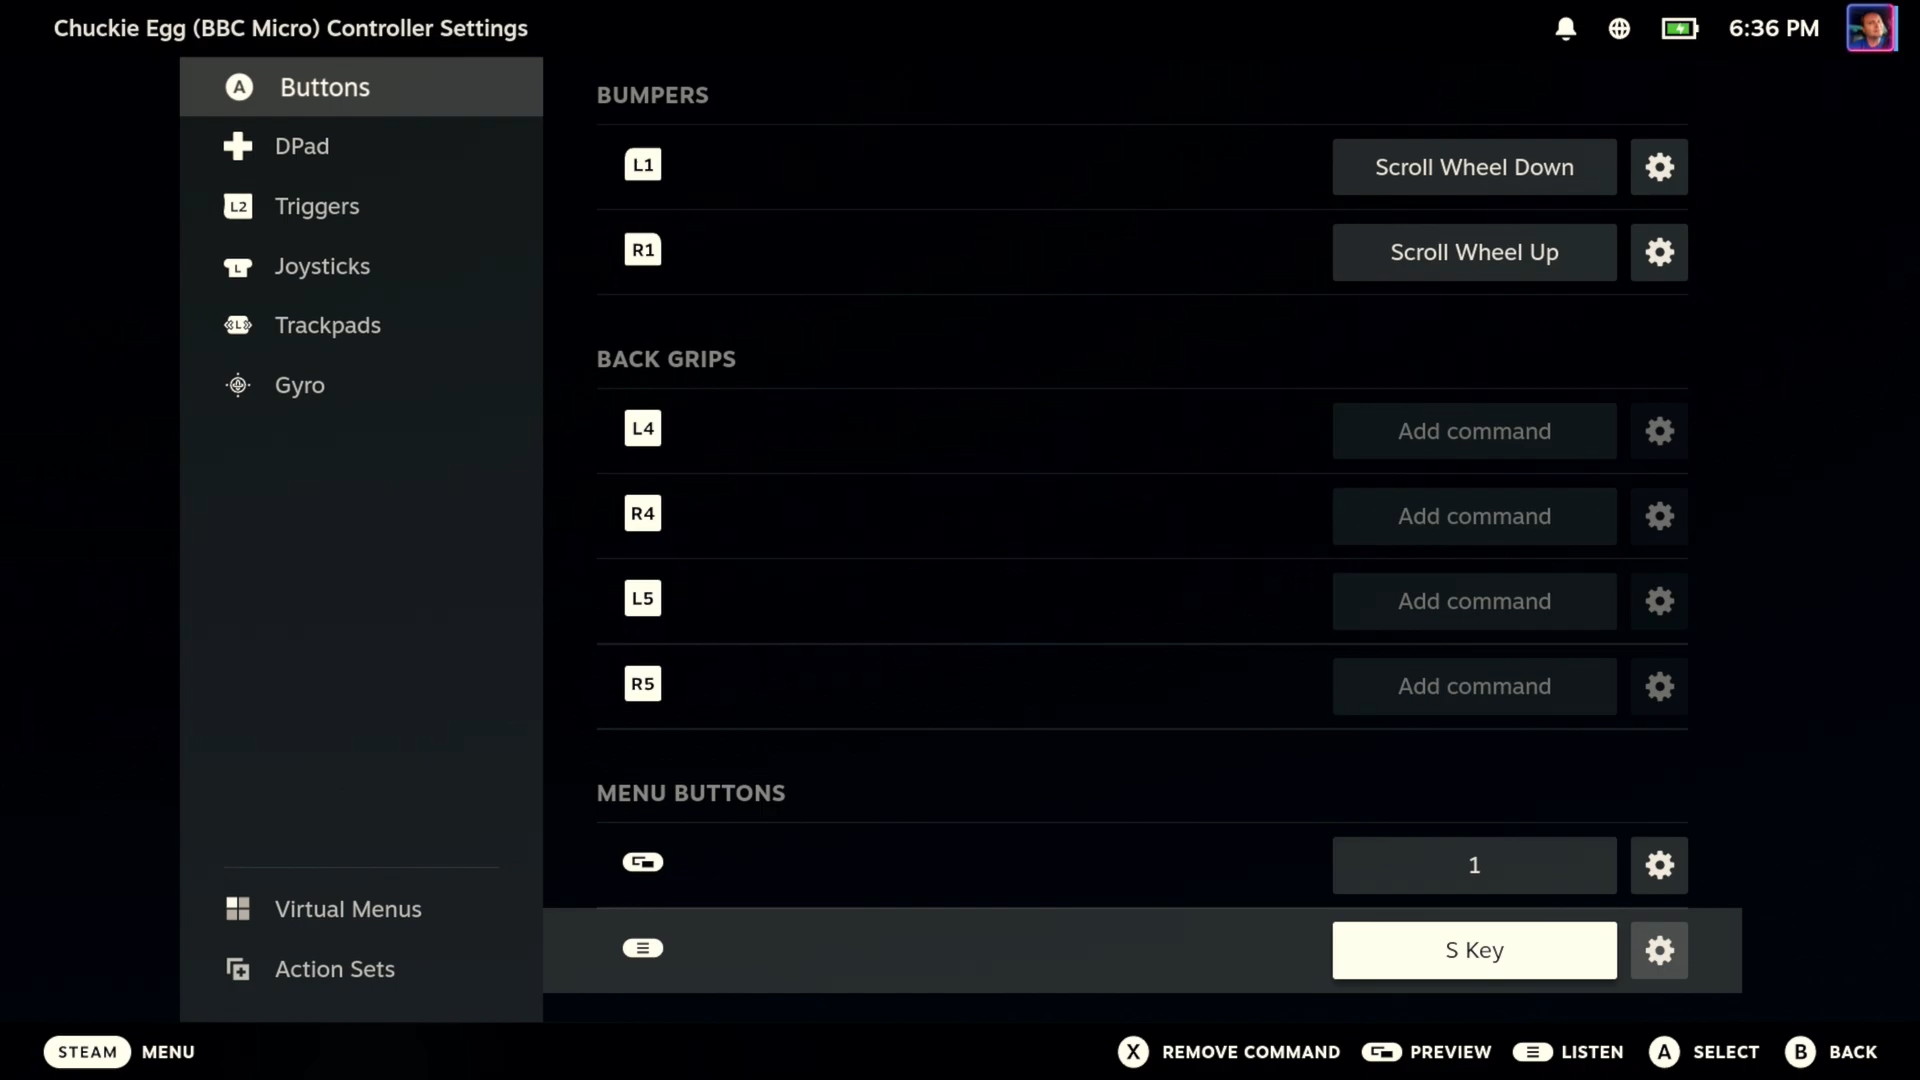 Chuckie Egg (BBC Micro) Controller Settings
6:36 PM
A Buttons
DPad
L2 Triggers
L Joysticks
L Trackpads
Gyro
Virtual Menus
Action Sets
BUMPERS
L1 Scroll Wheel Down
R1 Scroll Wheel Up
BACK GRIPS
L4 Add command
R4 Add command
L5 Add command
R5 Add command
MENU BUTTONS
1
S Key
STEAM MENU
X REMOVE COMMAND PREVIEW LISTEN A SELECT B BACK